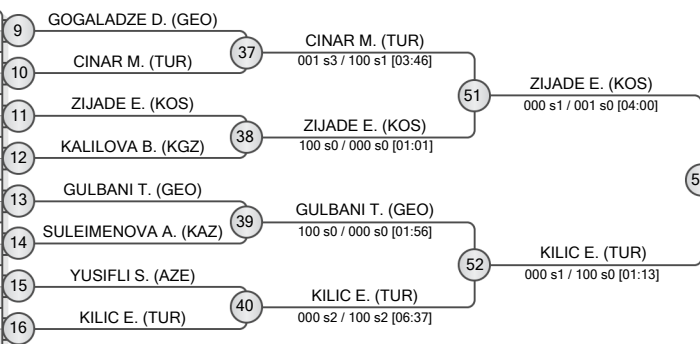 9
GOGALADZE D. (GEO)
10
CINAR M. (TUR)
11
ZIJADE E. (KOS)
12
KALILOVA B. (KGZ)
13
GULBANI T. (GEO)
14
SULEIMENOVA A. (KAZ)
15
YUSIFLI S. (AZE)
16
KILIC E. (TUR)
37
CINAR M. (TUR)
001 s3 / 100 s1 [03:46]
38
ZIJADE E. (KOS)
100 s0 / 000 s0 [01:01]
39
GULBANI T. (GEO)
100 s0 / 000 s0 [01:56]
40
KILIC E. (TUR)
000 s2 / 100 s2 [06:37]
51
ZIJADE E. (KOS)
000 s1 / 001 s0 [04:00]
52
KILIC E. (TUR)
000 s1 / 100 s0 [01:13]